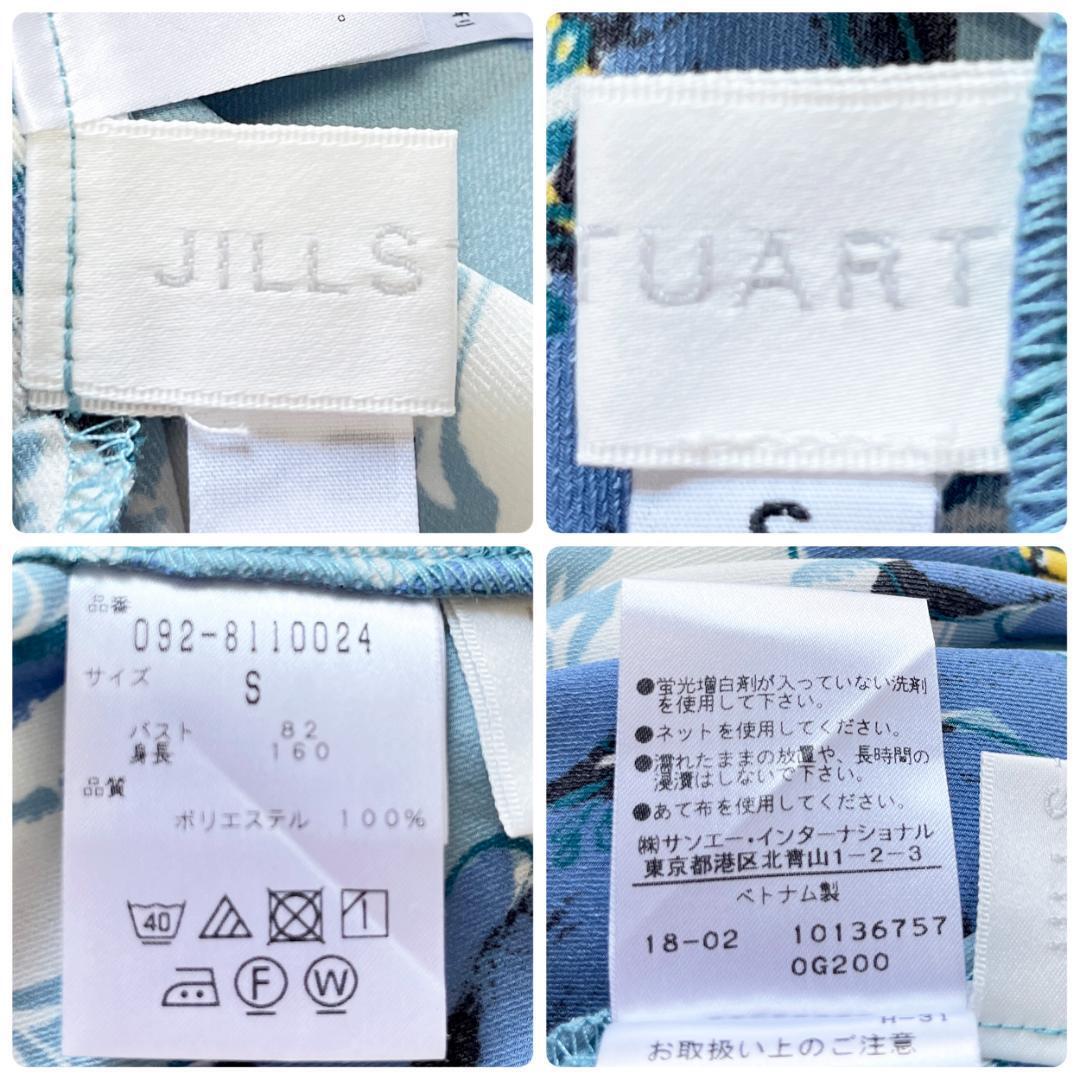 JILLS
TUART
S
品番
092-8110024
サイズ
S
バスト 82
身長 160
品質
ポリエステル 100%
40
1
F
W
●蛍光増白剤が入っていない洗剤
を使用して下さい。
●ネットを使用してください。
●濡れたままの放置や、長時間の
浸漬はしないで下さい。
●あて布を使用してください。
㈱サンエー・インターナショナル
東京都港区北青山1-2-3
ベトナム製
18-02 10136757
0G200
H-31
お取扱い上のご注意